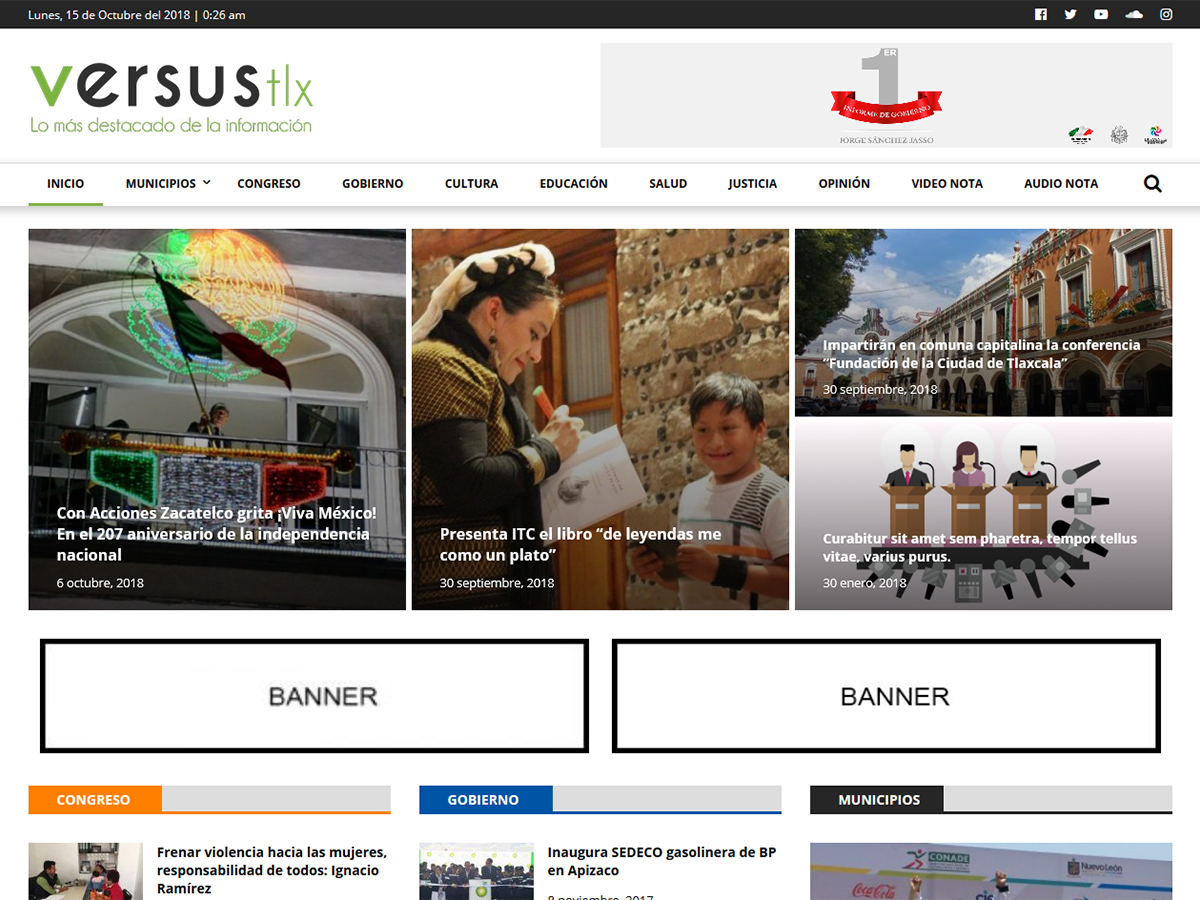 Lunes, 15 de Octubre del 2018 | 0:26 am
versustlx
Lo más destacado de la información
1ER
INFORME DE GOBIERNO
JORGE SÁNCHEZ JASSO
INICIO
MUNICIPIOS
CONGRESO
GOBIERNO
CULTURA
EDUCACIÓN
SALUD
JUSTICIA
OPINIÓN
VIDEO NOTA
AUDIO NOTA
Con Acciones Zacatelco grita ¡Viva México!
En el 207 aniversario de la independencia
nacional
6 octubre, 2018
Presenta ITC el libro “de leyendas me
como un plato”
30 septiembre, 2018
Impartirán en comuna capitalina la conferencia
“Fundación de la Ciudad de Tlaxcala”
30 septiembre, 2018
Curabitur sit amet sem pharetra, tempor tellus
vitae, varius purus.
30 enero, 2018
BANNER
BANNER
CONGRESO
Frenar violencia hacia las mujeres,
responsabilidad de todos: Ignacio
Ramírez
GOBIERNO
Inaugura SEDECO gasolinera de BP
en Apizaco
8 noviembre, 2017
MUNICIPIOS
CONADE
Nuevo León
Coca-Cola